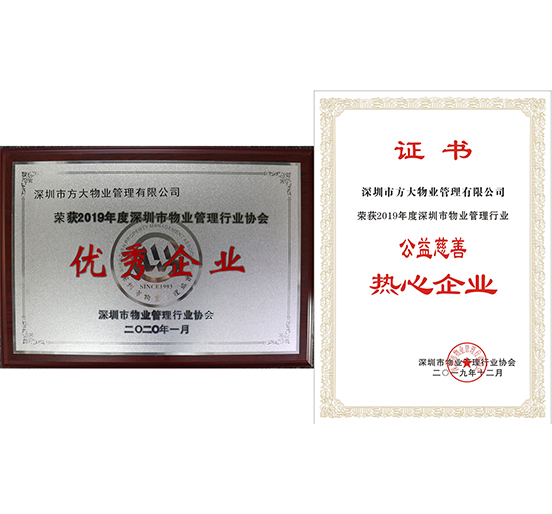 深圳市方大物业管理有限公司
荣获2019年度深圳市物业管理行业协会
优秀企业
SINCE1993
深圳市物业管理行业协会
二〇二〇年一月
证书
深圳市方大物业管理有限公司
荣获2019年度深圳市物业管理行业
公益慈善
热心企业
深圳市物业管理行业协会
二〇一九年十二月